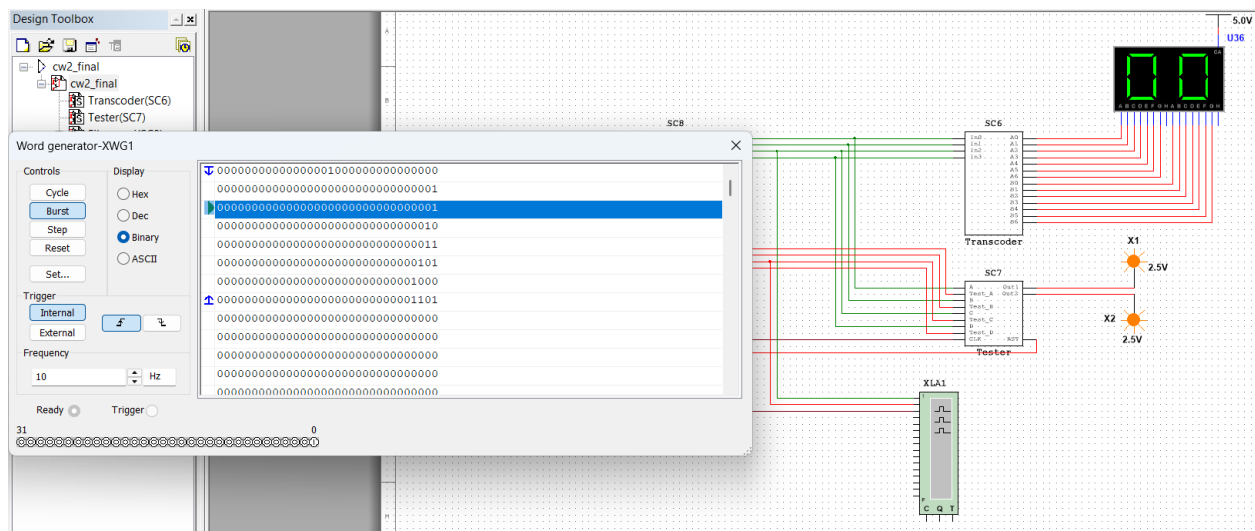 Design Toolbox
cw2_final
cw2_final
Transcoder(SC6)
Tester(SC7)
Word generator-XWG1
Controls
Display
Cycle
Burst
Step
Reset
Set...
Hex
Dec
Binary
ASCII
Trigger
Internal
External
Frequency
10
Hz
Ready
Trigger
31
0
00000000000000001000000000000000
00000000000000000000000000000001
00000000000000000000000000000001
00000000000000000000000000000010
00000000000000000000000000000011
00000000000000000000000000000101
00000000000000000000000000001000
00000000000000000000000000001101
00000000000000000000000000000000
00000000000000000000000000000000
00000000000000000000000000000000
00000000000000000000000000000000
00000000000000000000000000000000
A
B
H
SC8
5.0V
U36
CA
00
A B C D E F G H A B C D E F G H
SC6
In0
In1
In2
In3
A0
A1
A2
A3
A4
A5
A6
B0
B1
B2
B3
B4
B5
B6
Transcoder
X1
2.5V
SC7
A
Test_A
B
Test_B
C
Test_C
D
Test_D
CLK
Out1
Out2
RST
Tester
X2
2.5V
XLA1
1
F
C Q T